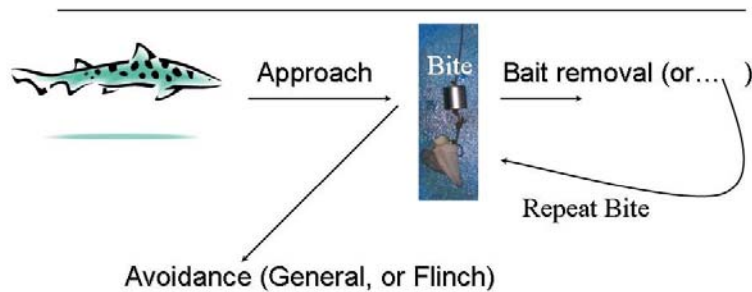 Approach
Bite
Bait removal (or.... )
Repeat Bite
Avoidance (General, or Flinch)